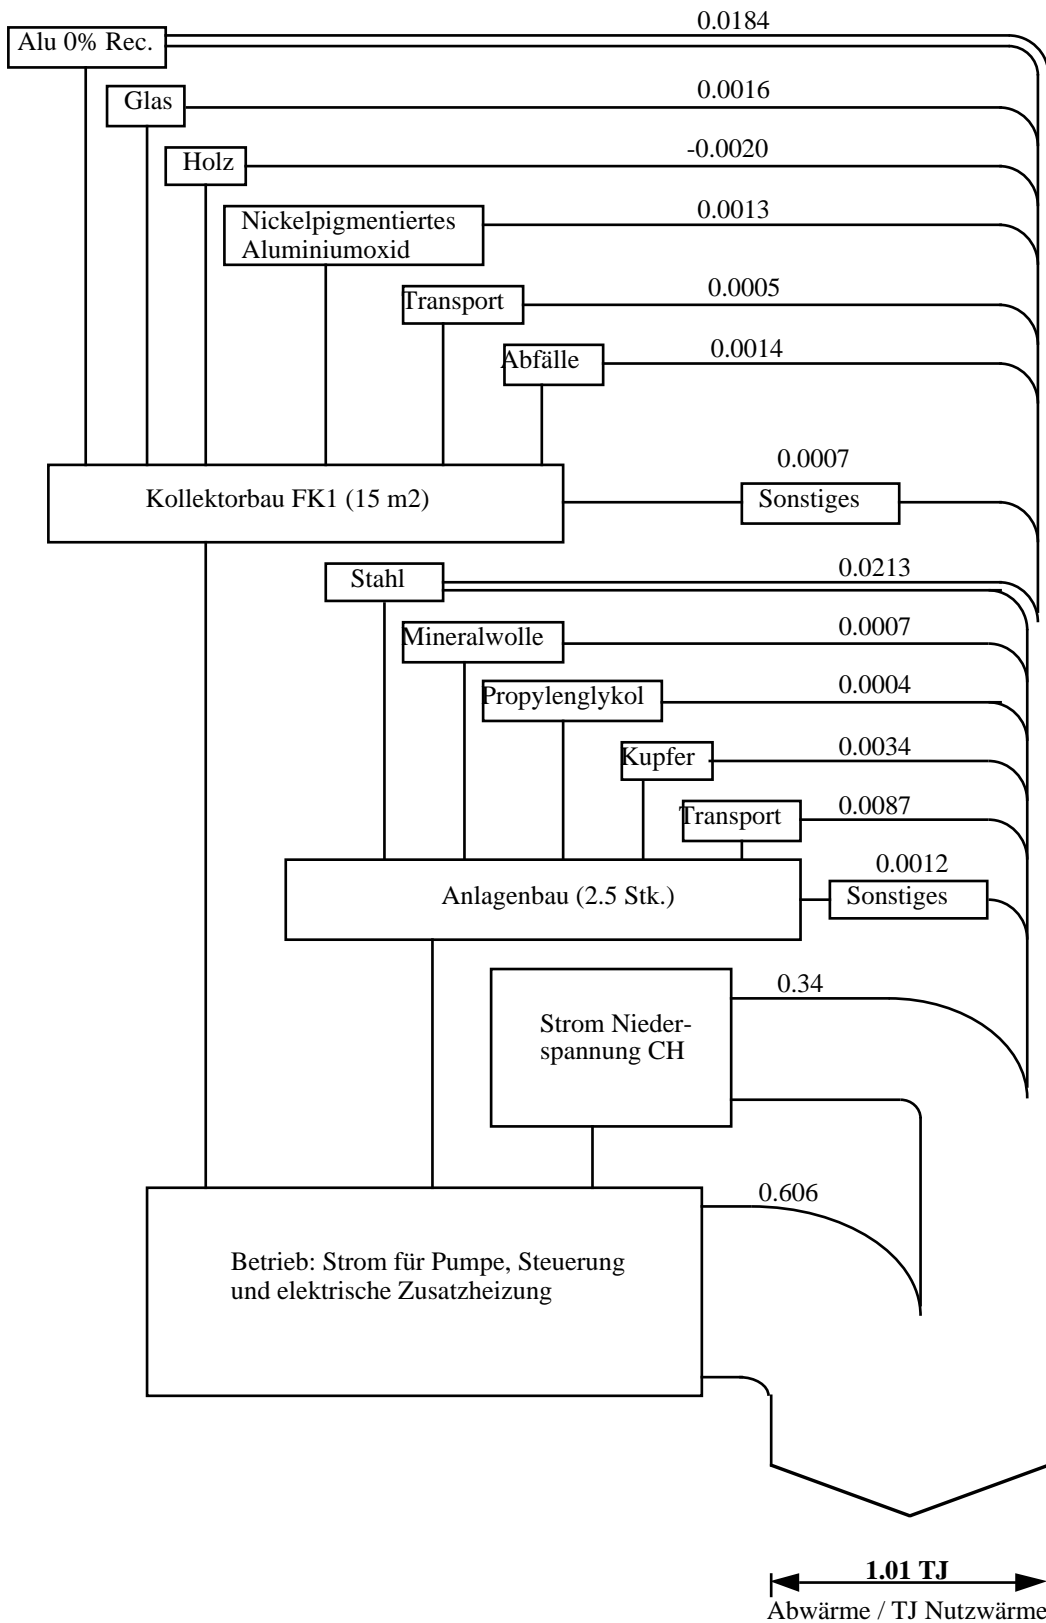 0.0184
Alu 0% Rec.
0.0016
Glas
-0.0020
Holz
0.0013
Nickelpigmentiertes
Aluminiumoxid
0.0005
Transport
0.0014
Abfälle
0.0007
Kollektorbau FK1 (15 m2)
Sonstiges
0.0213
Stahl
0.0007
Mineralwolle
0.0004
Propylenglykol
0.0034
Kupfer
0.0087
Transport
0.0012
Anlagenbau (2.5 Stk.)
Sonstiges
0.34
Strom Nieder-
spannung CH
0.606
Betrieb: Strom für Pumpe, Steuerung
und elektrische Zusatzheizung
1.01 TJ
Abwärme / TJ Nutzwärme